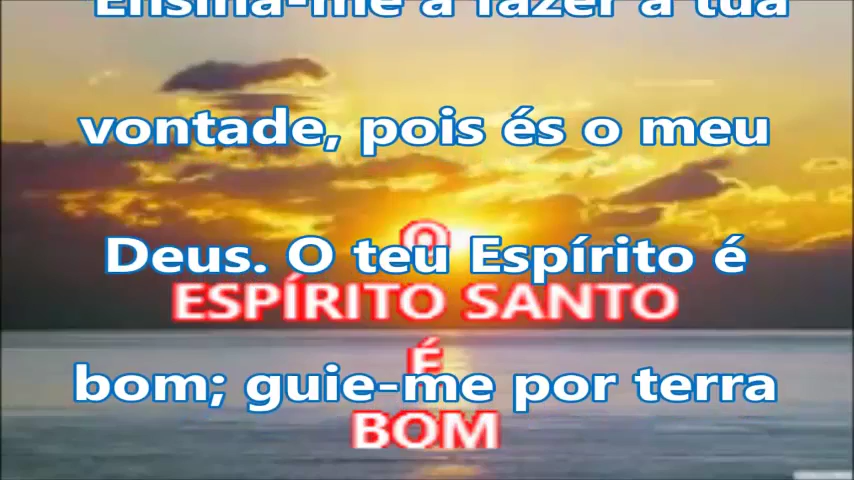 "Ensina-me a fazer a tua
vontade, pois és o meu
O
Deus. O teu Espírito é
ESPÍRITO SANTO
É
bom; guie-me por terra
BOM